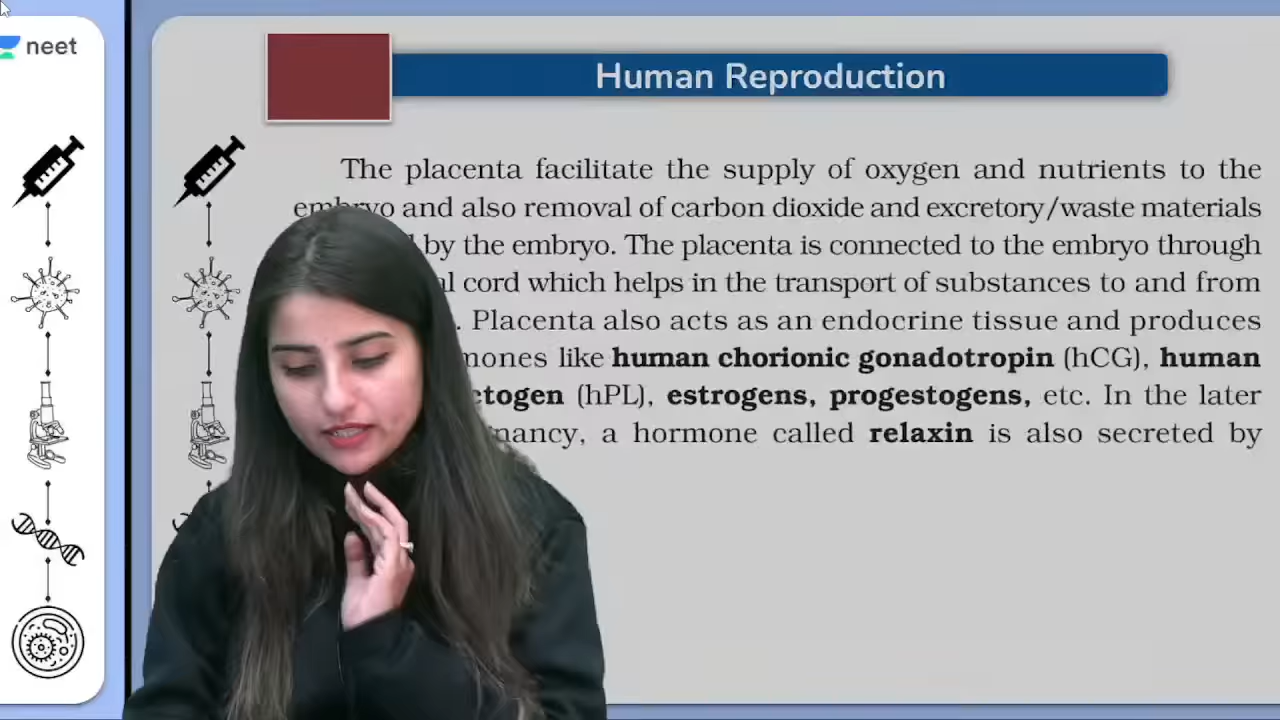 neet
Human Reproduction
The placenta facilitate the supply of oxygen and nutrients to the
embryo and also removal of carbon dioxide and excretory/waste materials
by the embryo. The placenta is connected to the embryo through
cord which helps in the transport of substances to and from
. Placenta also acts as an endocrine tissue and produces
like human chorionic gonadotropin (hCG), human
(hPL), estrogens, progestogens, etc. In the later
, a hormone called relaxin is also secreted by